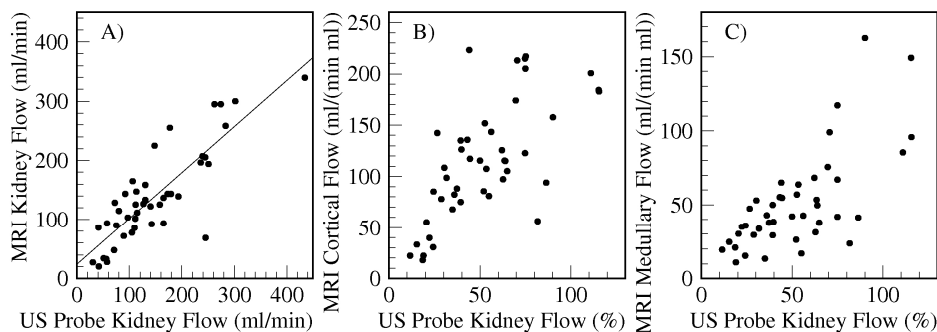 A)
MRI Kidney Flow (ml/min)
400
300
200
100
0
0 100 200 300 400
US Probe Kidney Flow (ml/min)
B)
MRI Cortical Flow (ml/(min ml))
250
200
150
100
50
0
0 50 100
US Probe Kidney Flow (%)
C)
MRI Medullary Flow (ml/(min ml))
150
100
50
0
0 50 100
US Probe Kidney Flow (%)